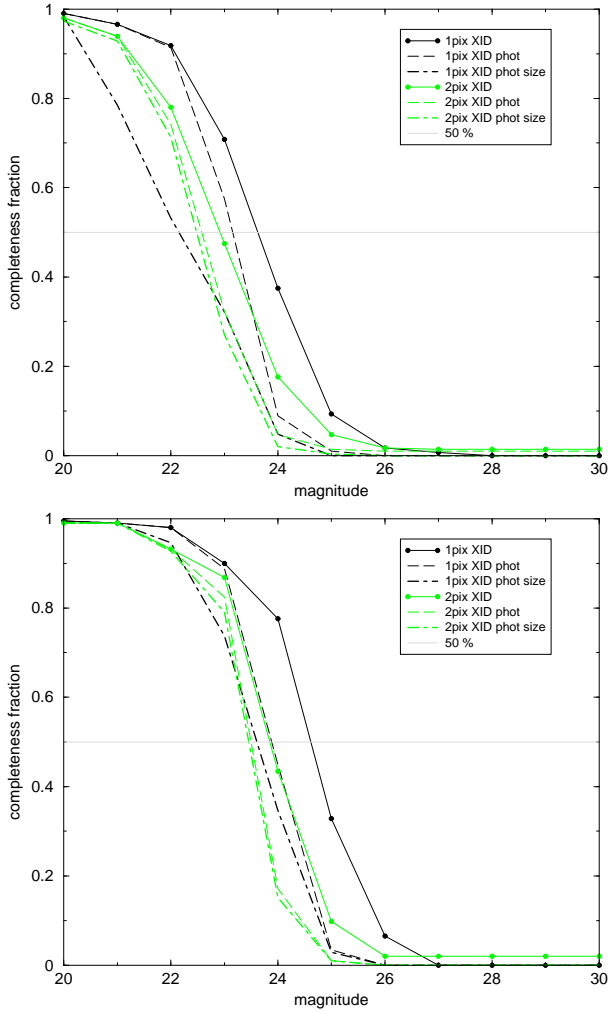 1
0.8
0.6
0.4
0.2
0
completeness fraction
1pix XID
1pix XID phot
1pix XID phot size
2pix XID
2pix XID phot
2pix XID phot size
50 %
20 22 24 26 28 30
magnitude
1
0.8
0.6
0.4
0.2
0
completeness fraction
1pix XID
1pix XID phot
1pix XID phot size
2pix XID
2pix XID phot
2pix XID phot size
50 %
20 22 24 26 28 30
magnitude